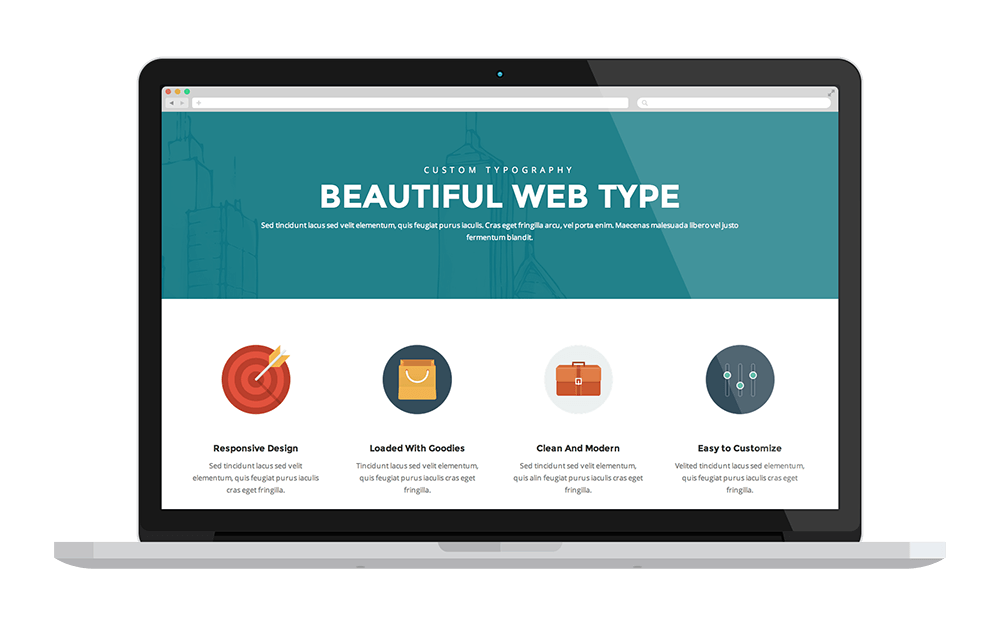 CUSTOM TYPOGRAPHY
BEAUTIFUL WEB TYPE
Sed tincidunt lacus sed velit elementum, quis feugiat purus iaculis. Cras eget fringilla arcu, vel porta enim. Maecenas malesuada libero vel justo
fermentum blandit.
Responsive Design
Sed tincidunt lacus sed velit
elementum, quis feugiat purus iaculis
cras eget fringilla.
Loaded With Goodies
Tincidunt lacus sed velit elementum,
quis feugiat purus iaculis cras eget
fringilla.
Clean And Modern
Sed tincidunt lacus sed velit elementum,
quis alin feugiat purus iaculis cras eget
fringilla.
Easy to Customize
Velited tincidunt lacus sed elementum,
quis feugiat purus iaculis cras eget
fringilla.